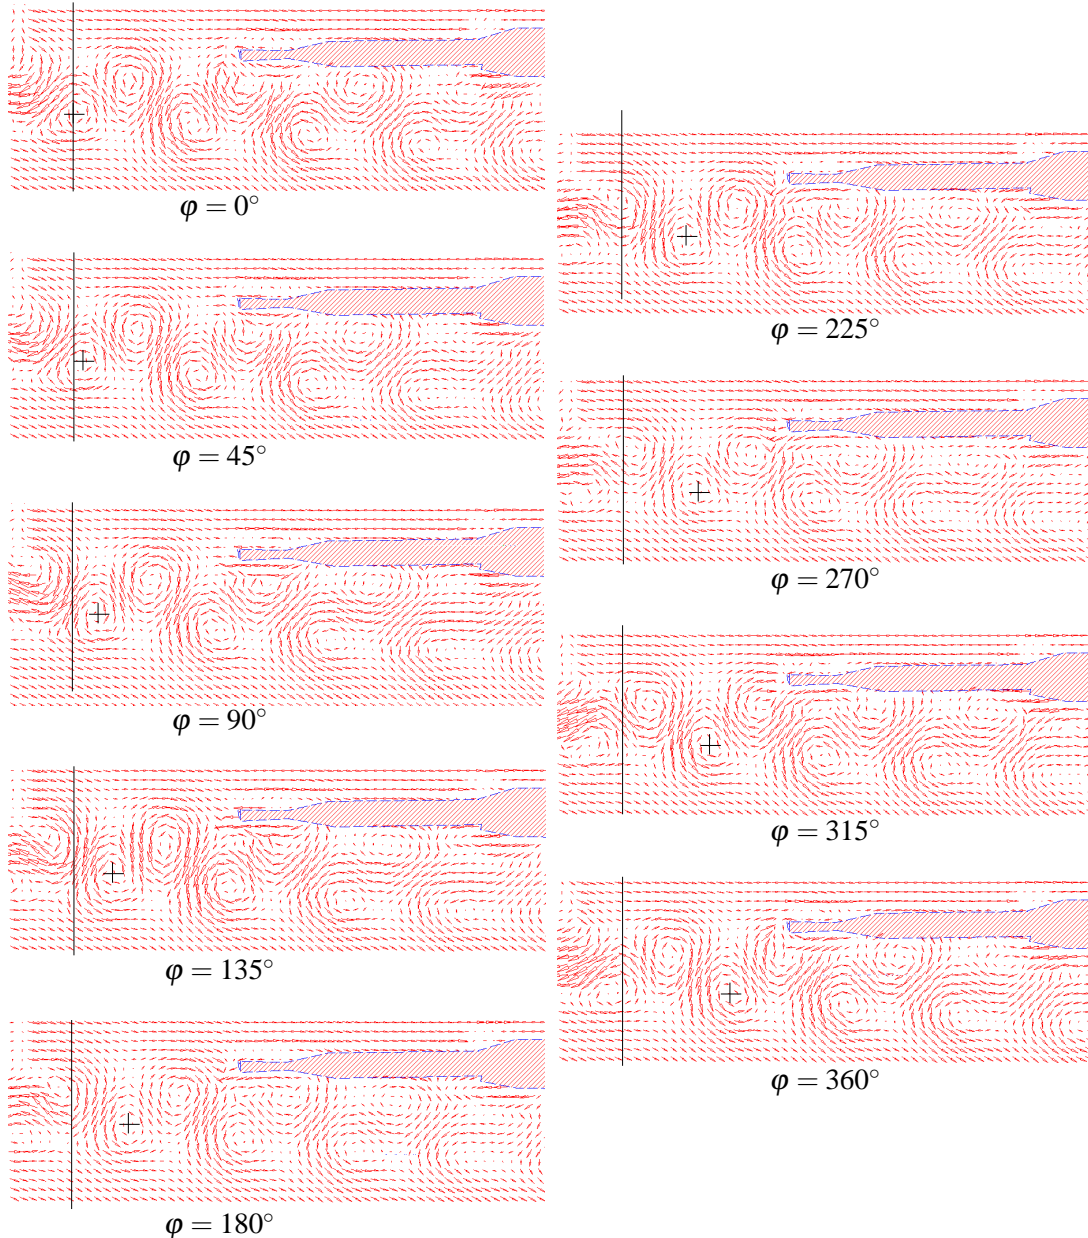 φ = 0°
φ = 45°
φ = 90°
φ = 135°
φ = 180°
φ = 225°
φ = 270°
φ = 315°
φ = 360°